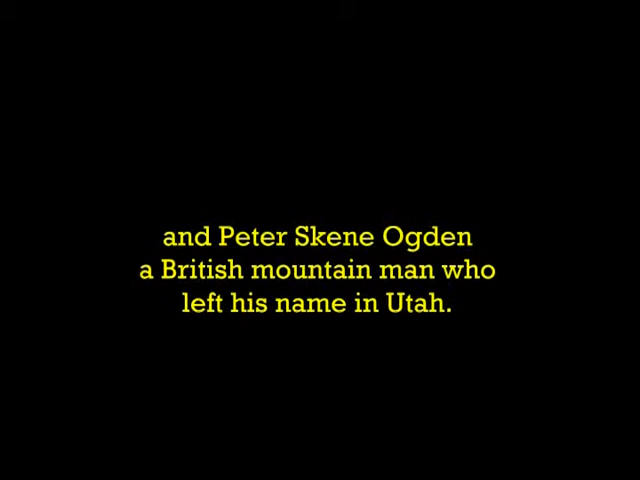 and Peter Skene Ogden
a British mountain man who
left his name in Utah.